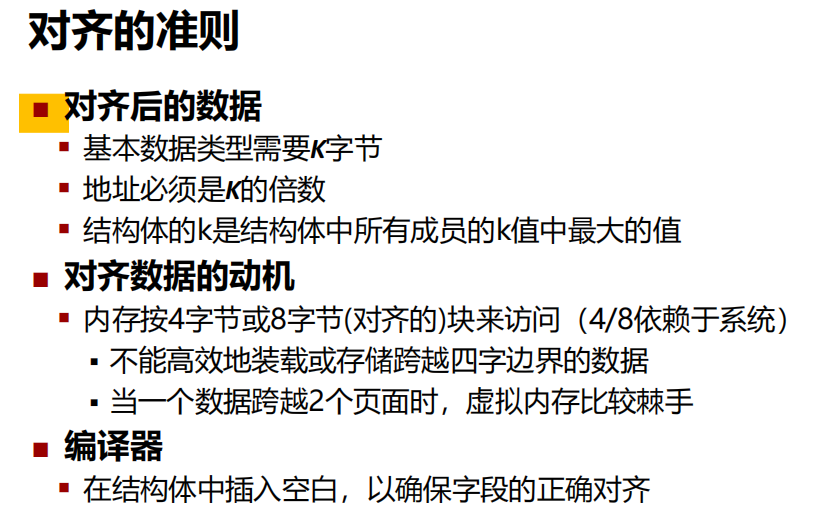 对齐的准则
对齐后的数据
基本数据类型需要K字节
地址必须是K的倍数
结构体的k是结构体中所有成员的k值中最大的值
对齐数据的动机
内存按4字节或8字节(对齐的)块来访问（4/8依赖于系统）
不能高效地装载或存储跨越四字边界的数据
当一个数据跨越2个页面时，虚拟内存比较棘手
编译器
在结构体中插入空白，以确保字段的正确对齐